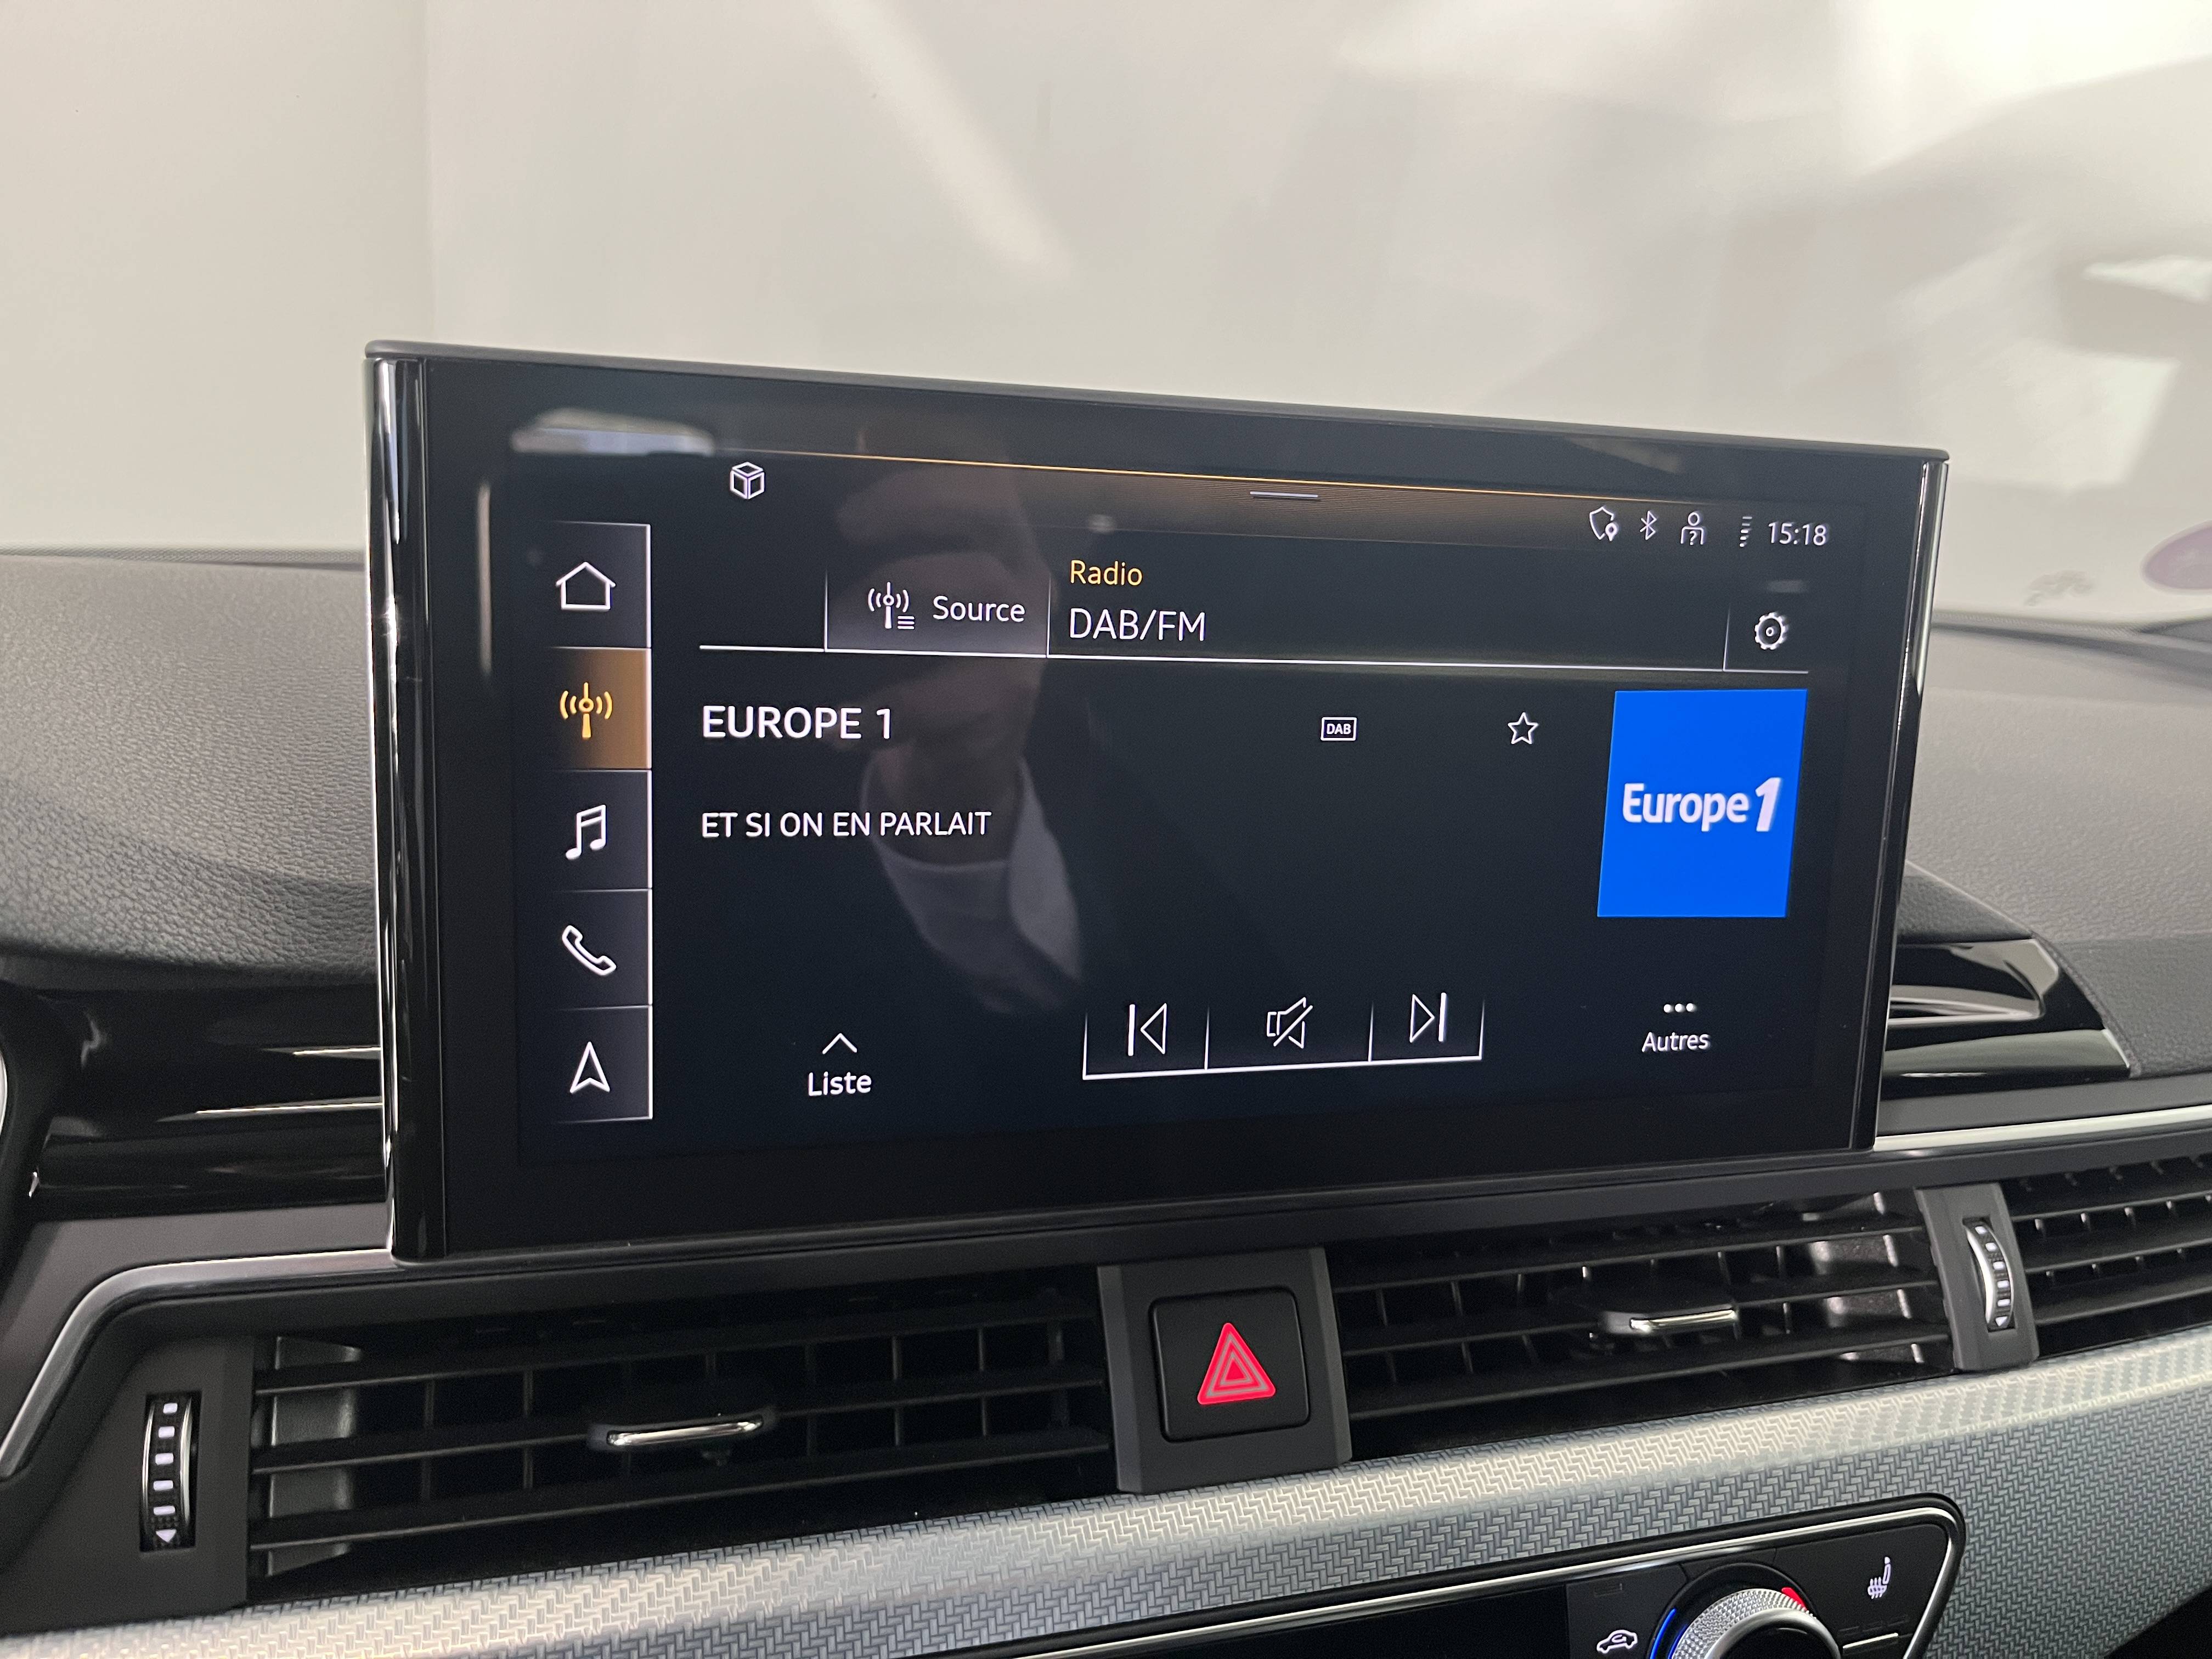 15:18
Radio
Source
DAB/FM
EUROPE 1
DAB
Europe 1
ET SI ON EN PARLAIT
Liste
Autres